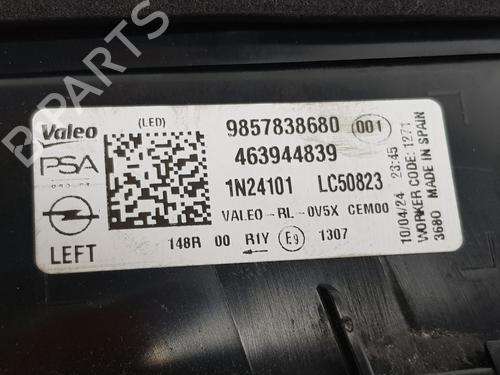 Valeo
(LED)
9857838680 001
PSA
GROUPE
463944839
1N24101 LC50823
VALEO-RL-0V5X CEM00
LEFT
148R 00 R1Y E9 1307
10/04/24 23:45
WORKER CODE: 1271
3680 MADE IN SPAIN
B-PARTS